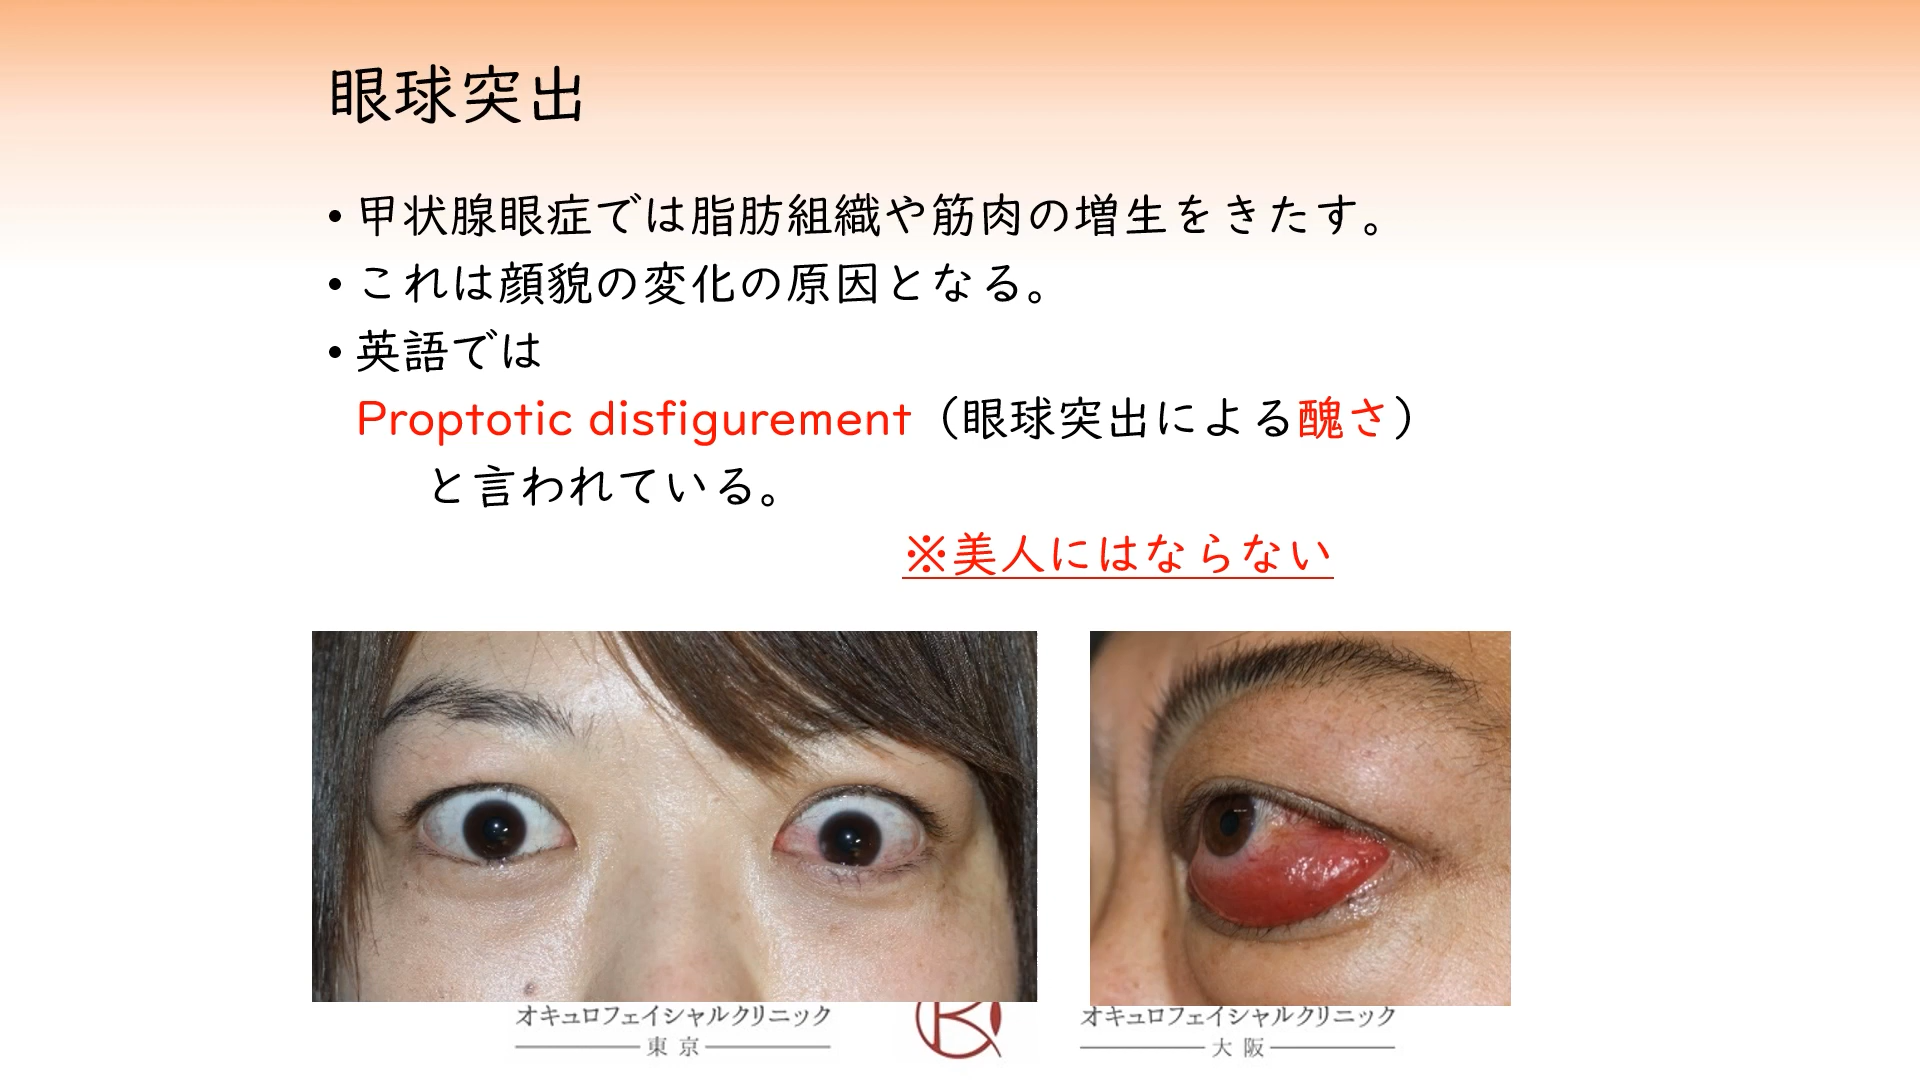 眼球突出
• 甲状腺眼症では脂肪組織や筋肉の増生をきたす。
• これは顔貌の変化の原因となる。
• 英語では
Proptotic disfigurement（眼球突出による醜さ）
と言われている。
※美人にはならない
オキュロフェイシャルクリニック
東京
オキュロフェイシャルクリニック
大阪